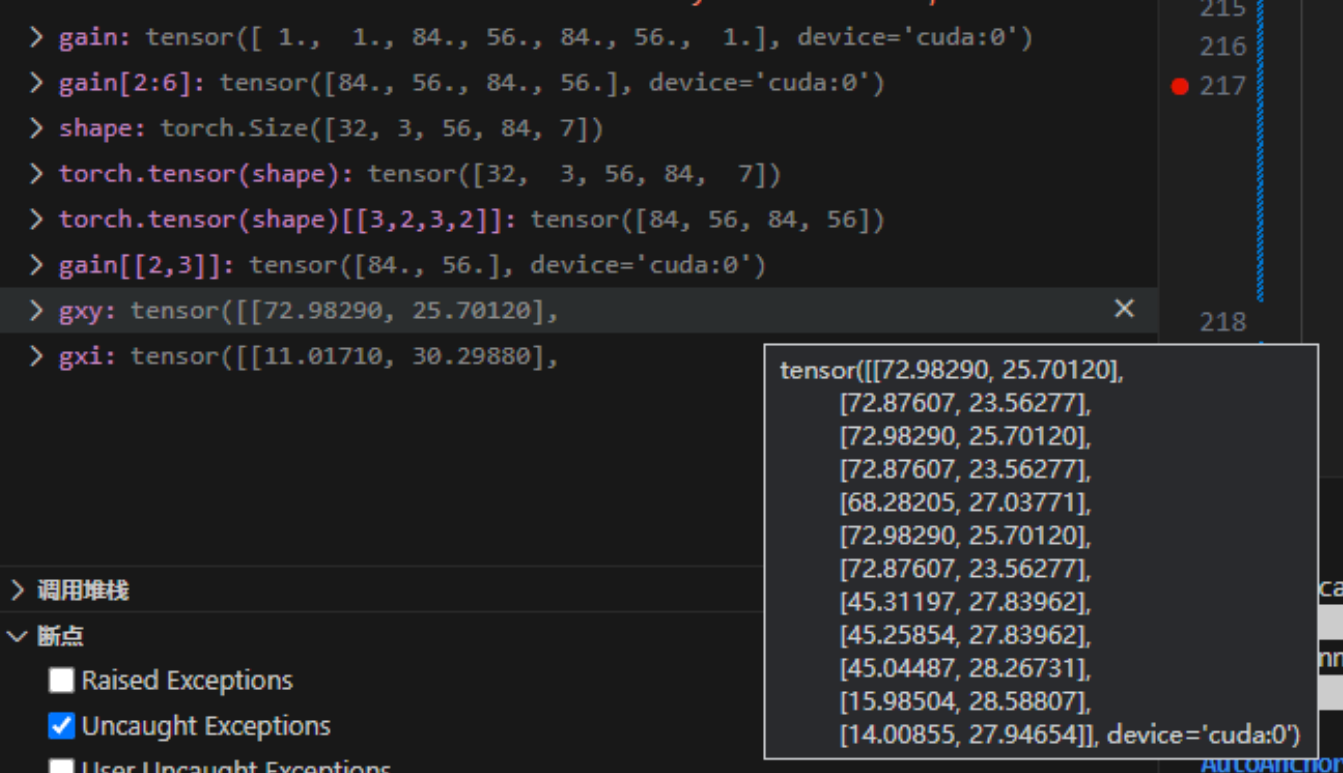 gain: tensor([ 1., 1., 84., 56., 84., 56., 1.], device='cuda:0')
gain[2:6]: tensor([84., 56., 84., 56.], device='cuda:0')
shape: torch.Size([32, 3, 56, 84, 7])
torch.tensor(shape): tensor([32, 3, 56, 84, 7])
torch.tensor(shape)[[3,2,3,2]]: tensor([84, 56, 84, 56])
gain[[2,3]]: tensor([84., 56.], device='cuda:0')
gxy: tensor([[72.98290, 25.70120],
gxi: tensor([[11.01710, 30.29880],
215
216
217
218
tensor([[72.98290, 25.70120],
[72.87607, 23.56277],
[72.98290, 25.70120],
[72.87607, 23.56277],
[68.28205, 27.03771],
[72.98290, 25.70120],
[72.87607, 23.56277],
[45.31197, 27.83962],
[45.25854, 27.83962],
[45.04487, 28.26731],
[15.98504, 28.58807],
[14.00855, 27.94654]], device='cuda:0')
调用堆栈
断点
Raised Exceptions
Uncaught Exceptions
User Uncaught Exceptions
AutoAnchor